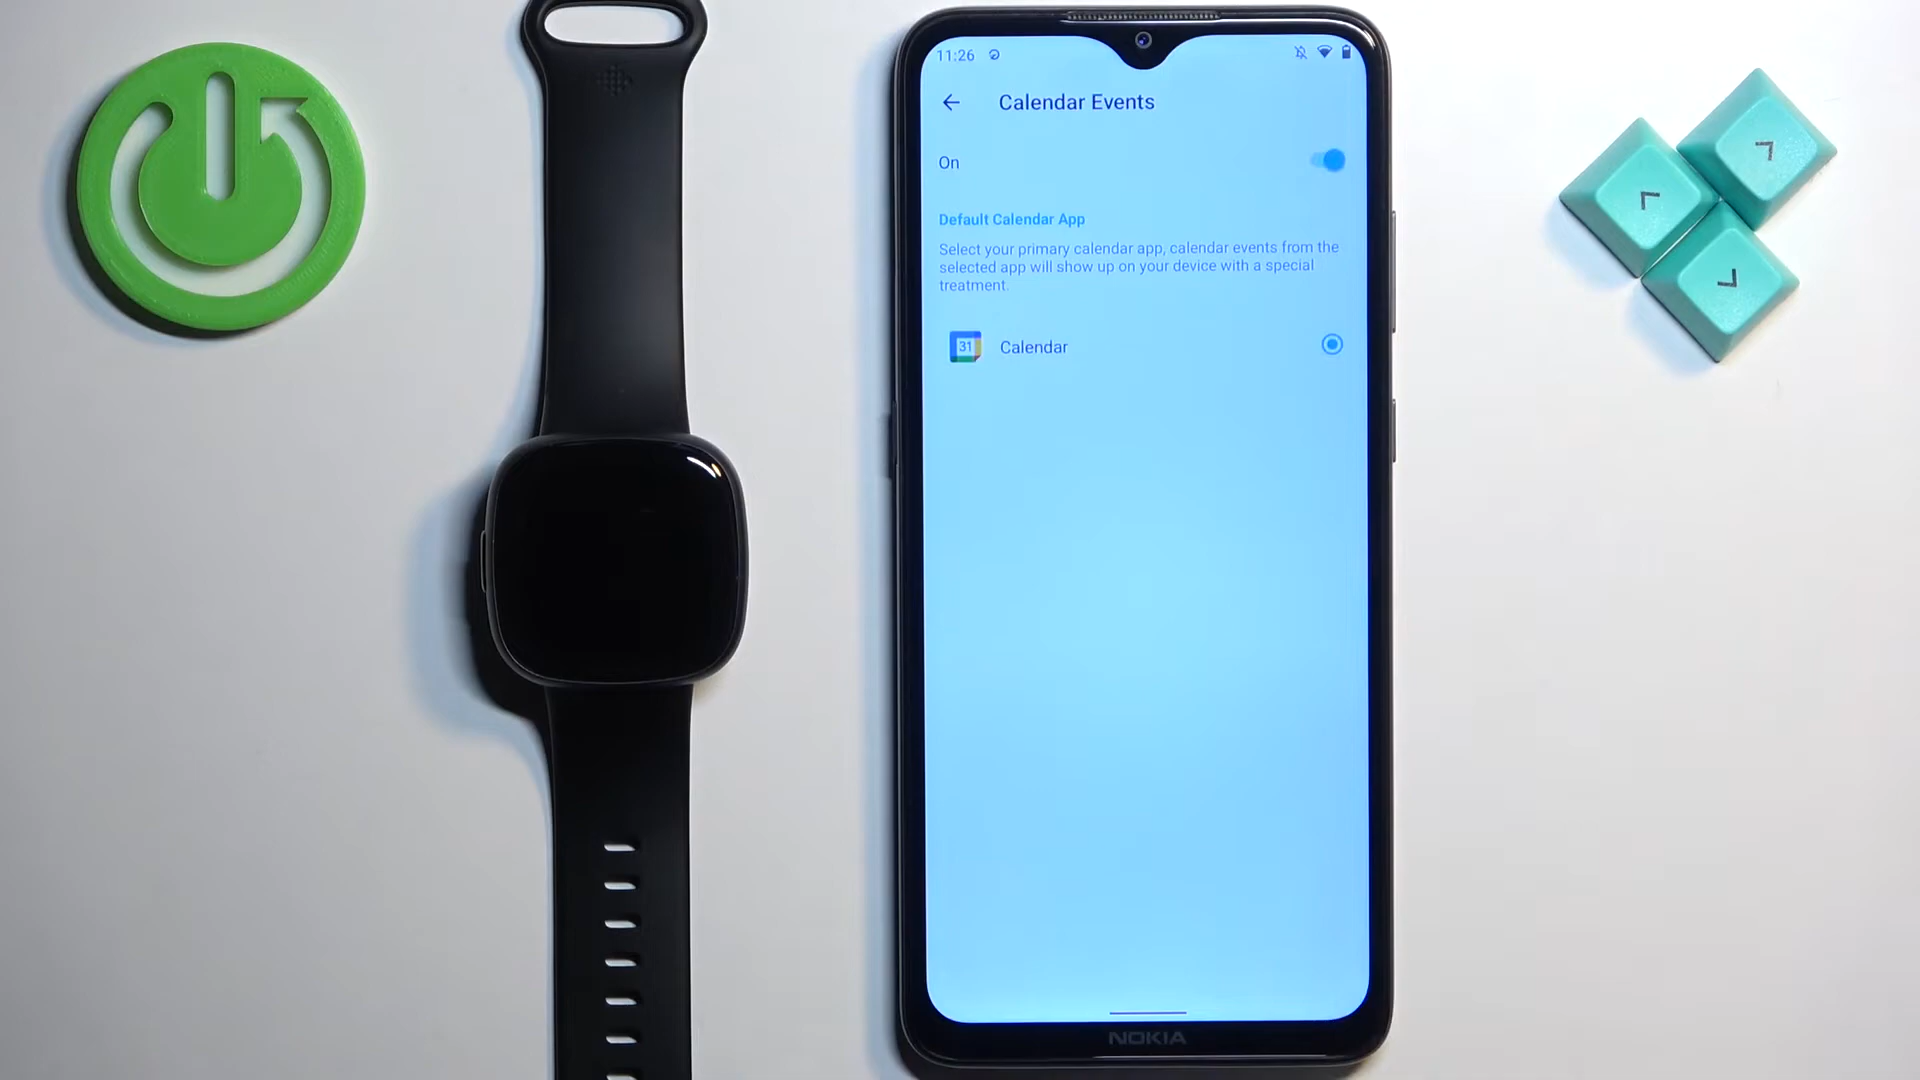 11:26
Calendar Events
On
Default Calendar App
Select your primary calendar app, calendar events from the
selected app will show up on your device with a special
treatment.
31
Calendar
NOKIA